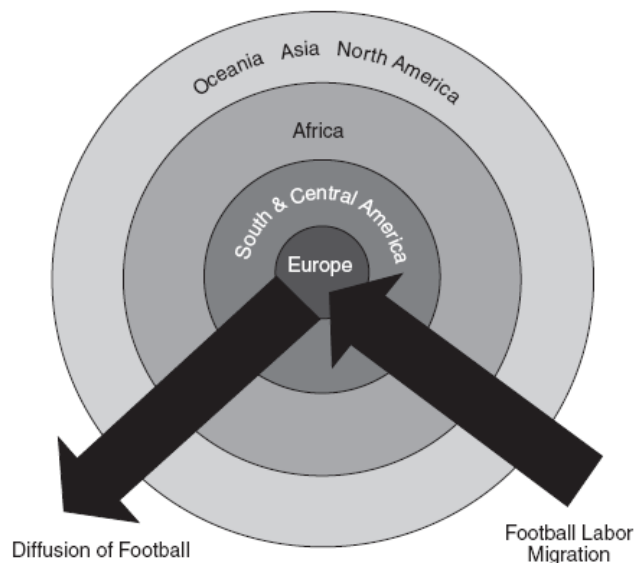 Oceania Asia North America
Africa
South & Central America
Europe
Diffusion of Football
Football Labor
Migration